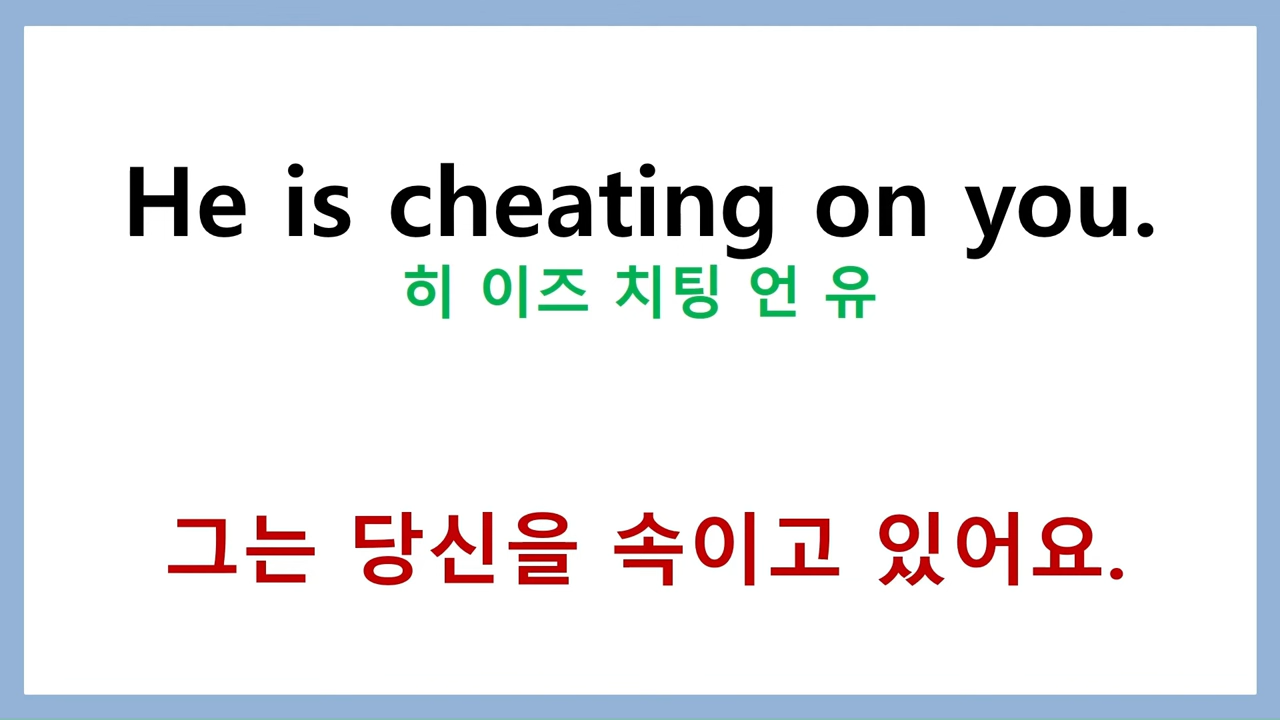 He is cheating on you.
히 이즈 치팅 언 유
그는 당신을 속이고 있어요.